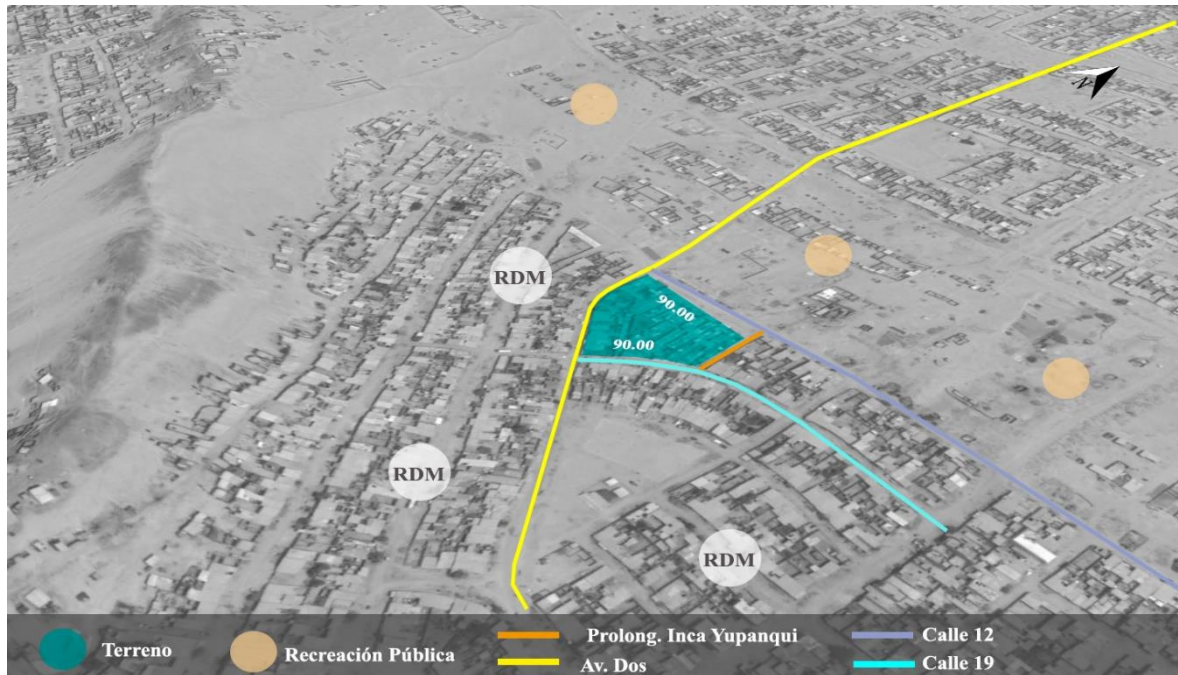 N
RDM
90.00
90.00
RDM
RDM
Terreno
Recreación Pública
Prolong. Inca Yupanqui
Av. Dos
Calle 12
Calle 19